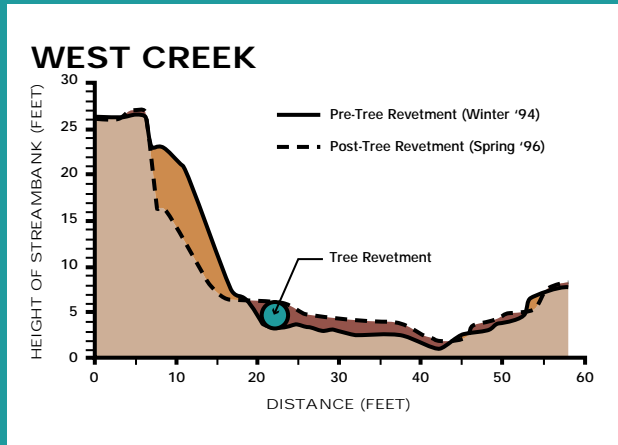 WEST CREEK
HEIGHT OF STREAMBANK (FEET)
30
25
20
15
10
5
0
Pre-Tree Revetment (Winter ‘94)
Post-Tree Revetment (Spring ‘96)
Tree Revetment
0 10 20 30 40 50 60
DISTANCE (FEET)